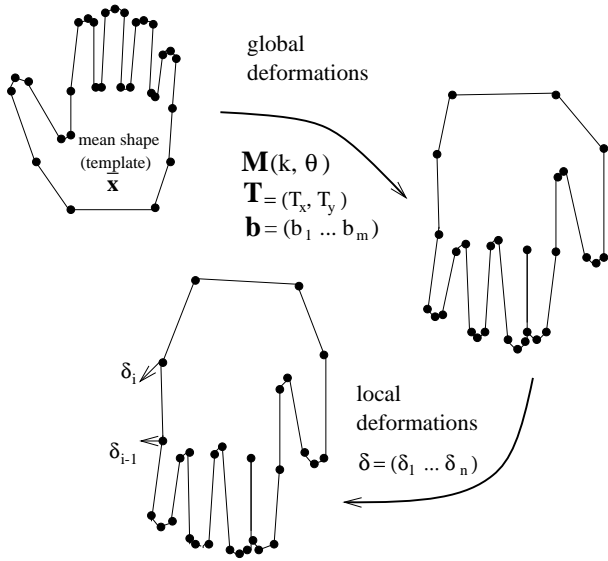 global
deformations
mean shape
(template)
x̄
M(k, θ)
T=(Tx, Ty)
b=(b1 ... bm)
δi
δi-1
local
deformations
δ=(δ1 ... δn)